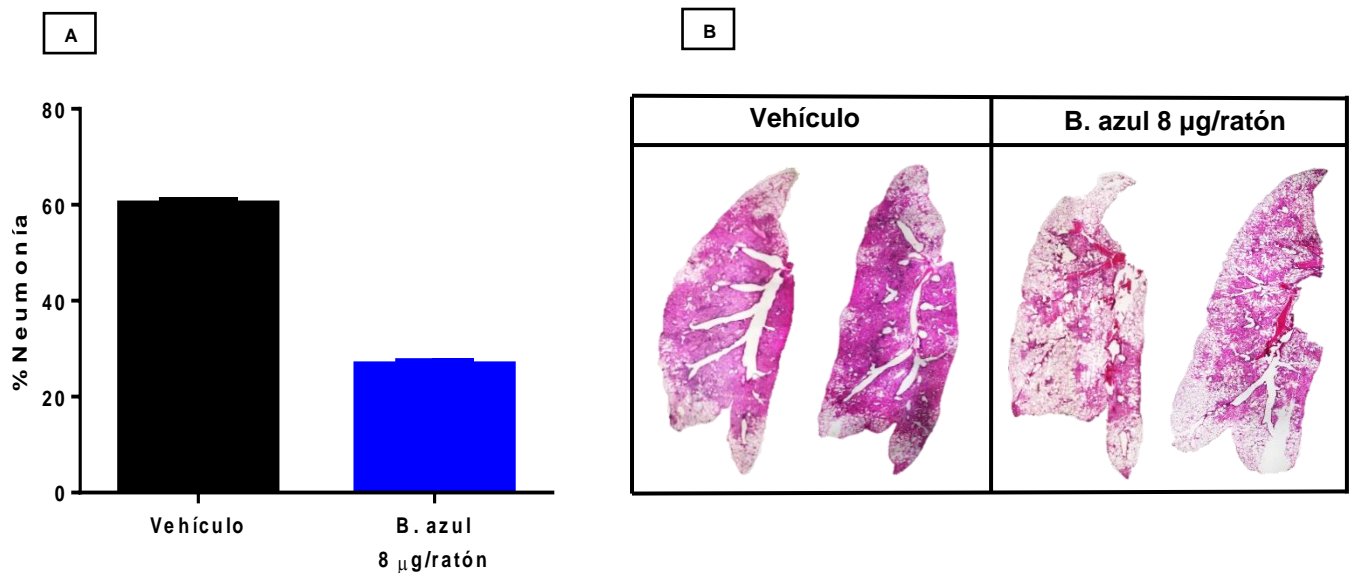 A
B
80
60
40
20
0
%Neumonía
Vehículo
B. azul
8 μg/ratón
Vehículo
B. azul 8 μg/ratón